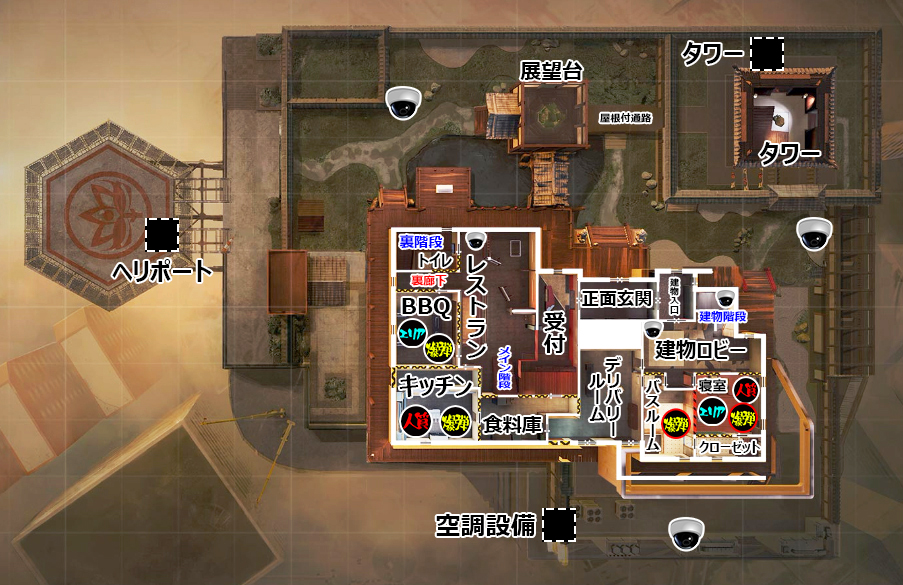 タワー
展望台
屋根付通路
タワー
ヘリポート
裏階段
トイレ
裏廊下
レストラン
BBQ
エリア
爆弾
キッチン
人質
爆弾
メイン階段
食料庫
受付
正面玄関
建物入口
建物階段
建物ロビー
デリバリー
ルーム
バスルーム
爆弾
寝室
人質
エリア
爆弾
クローゼット
空調設備